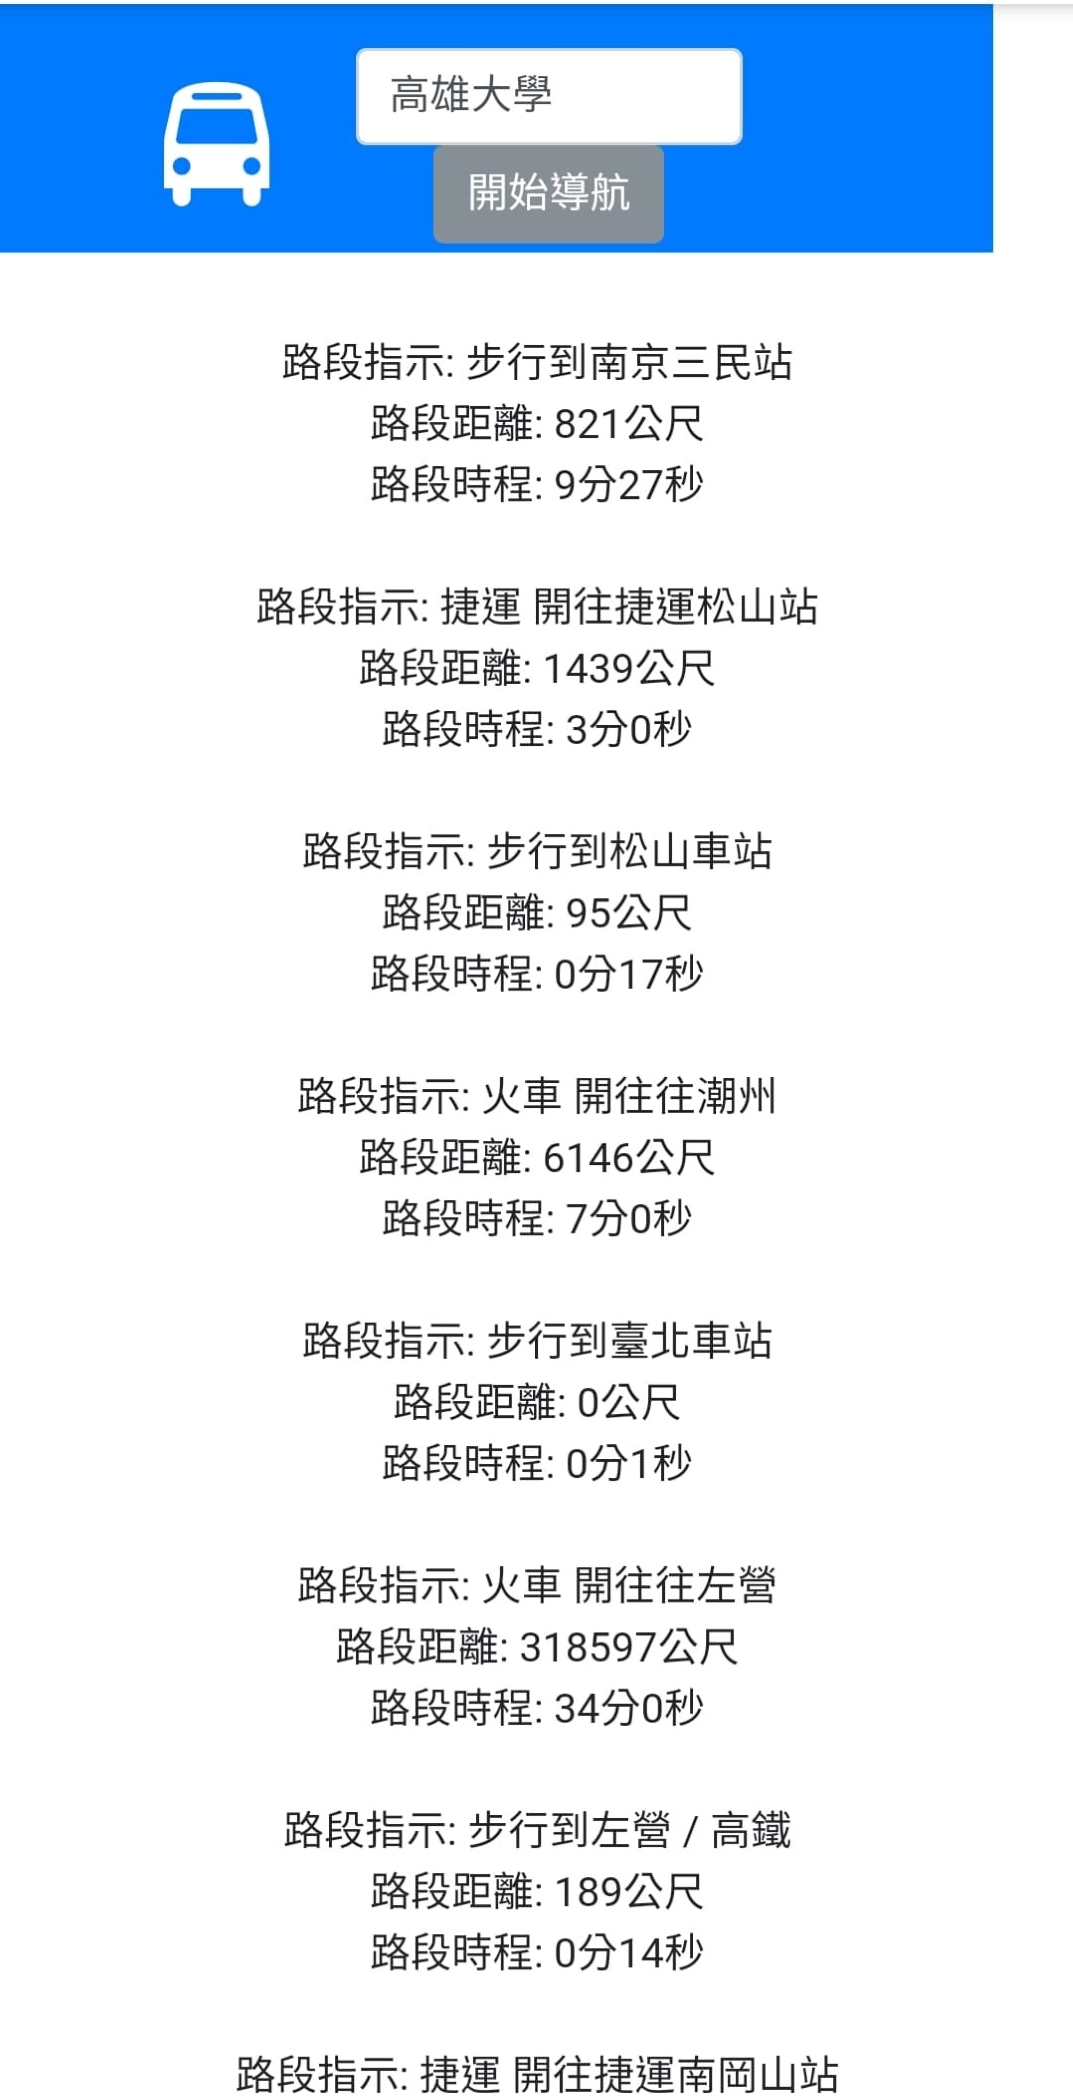 高雄大學
開始導航
路段指示: 步行到南京三民站
路段距離: 821公尺
路段時程: 9分27秒
路段指示: 捷運 開往捷運松山站
路段距離: 1439公尺
路段時程: 3分0秒
路段指示: 步行到松山車站
路段距離: 95公尺
路段時程: 0分17秒
路段指示: 火車 開往往潮州
路段距離: 6146公尺
路段時程: 7分0秒
路段指示: 步行到臺北車站
路段距離: 0公尺
路段時程: 0分1秒
路段指示: 火車 開往往左營
路段距離: 318597公尺
路段時程: 34分0秒
路段指示: 步行到左營 / 高鐵
路段距離: 189公尺
路段時程: 0分14秒
路段指示: 捷運 開往捷運南岡山站